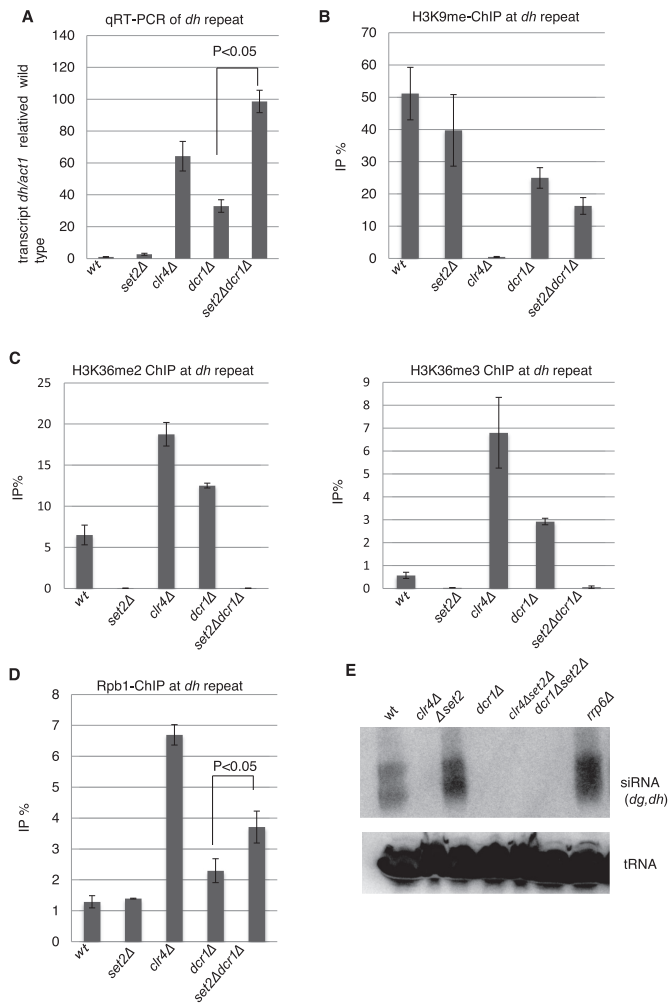 A
qRT-PCR of dh repeat
transcript dh/act1 relatived wild
type
140
120
100
80
60
40
20
0
P<0.05
wt
set2Δ
clr4Δ
dcr1Δ
set2Δdcr1Δ
B
H3K9me-ChIP at dh repeat
IP %
70
60
50
40
30
20
10
0
wt
set2Δ
clr4Δ
dcr1Δ
set2Δdcr1Δ
C
H3K36me2 ChIP at dh repeat
IP%
25
20
15
10
5
0
wt
set2Δ
clr4Δ
dcr1Δ
set2Δdcr1Δ
H3K36me3 ChIP at dh repeat
IP%
9
8
7
6
5
4
3
2
1
0
wt
set2Δ
clr4Δ
dcr1Δ
set2Δdcr1Δ
D
Rpb1-ChIP at dh repeat
IP %
8
7
6
5
4
3
2
1
0
P<0.05
wt
set2Δ
clr4Δ
dcr1Δ
set2Δdcr1Δ
E
wt
clr4Δ
Δset2
dcr1Δ
clr4Δset2Δ
dcr1Δset2Δ
rrp6Δ
siRNA
(dg,dh)
tRNA